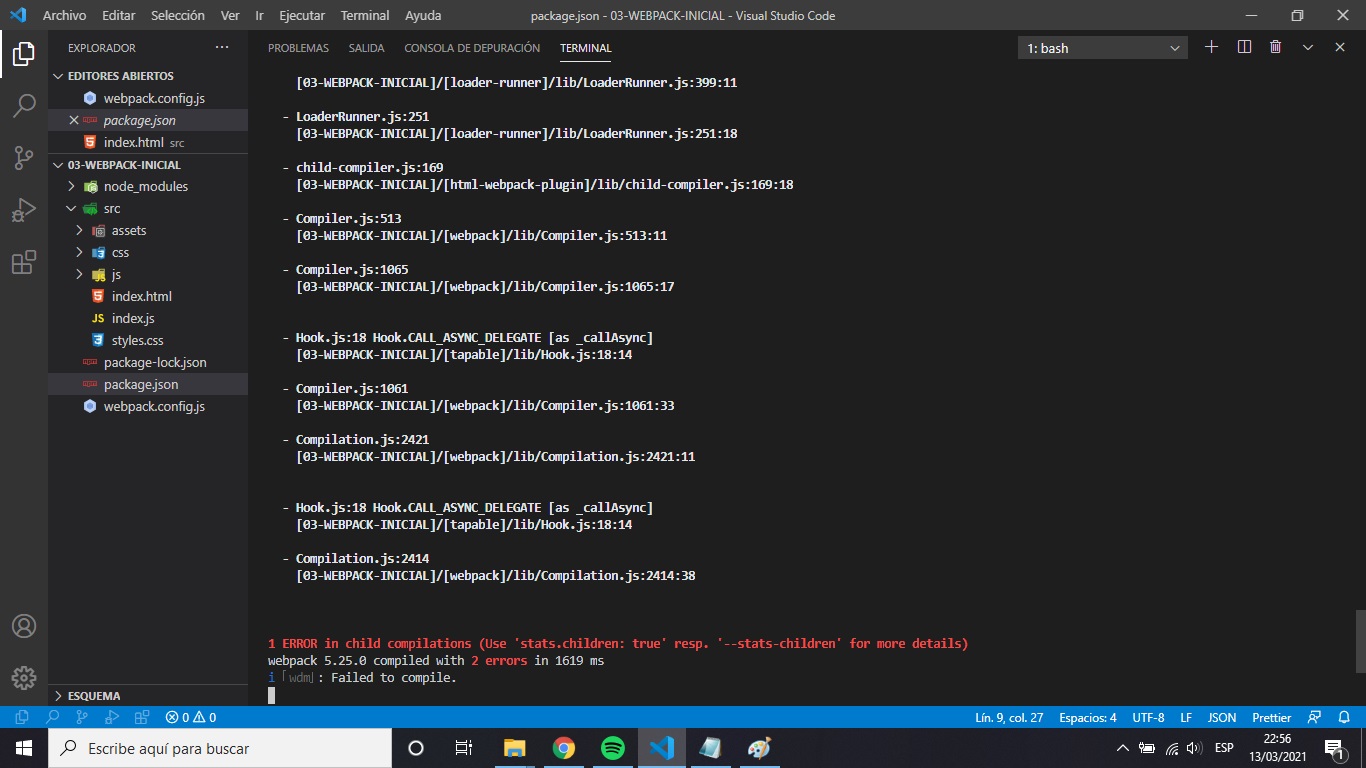 Archivo Editar Selección Ver Ir Ejecutar Terminal Ayuda
package.json - 03-WEBPACK-INICIAL - Visual Studio Code
EXPLORADOR
EDITORES ABIERTOS
webpack.config.js
package.json
index.html src
03-WEBPACK-INICIAL
node_modules
src
assets
css
js
index.html
JS index.js
styles.css
package-lock.json
package.json
webpack.config.js
ESQUEMA
PROBLEMAS SALIDA CONSOLA DE DEPURACIÓN TERMINAL
1: bash
[03-WEBPACK-INICIAL]/[loader-runner]/lib/LoaderRunner.js:399:11
- LoaderRunner.js:251
[03-WEBPACK-INICIAL]/[loader-runner]/lib/LoaderRunner.js:251:18
- child-compiler.js:169
[03-WEBPACK-INICIAL]/[html-webpack-plugin]/lib/child-compiler.js:169:18
- Compiler.js:513
[03-WEBPACK-INICIAL]/[webpack]/lib/Compiler.js:513:11
- Compiler.js:1065
[03-WEBPACK-INICIAL]/[webpack]/lib/Compiler.js:1065:17
- Hook.js:18 Hook.CALL_ASYNC_DELEGATE [as _callAsync]
[03-WEBPACK-INICIAL]/[tapable]/lib/Hook.js:18:14
- Compiler.js:1061
[03-WEBPACK-INICIAL]/[webpack]/lib/Compiler.js:1061:33
- Compilation.js:2421
[03-WEBPACK-INICIAL]/[webpack]/lib/Compilation.js:2421:11
- Hook.js:18 Hook.CALL_ASYNC_DELEGATE [as _callAsync]
[03-WEBPACK-INICIAL]/[tapable]/lib/Hook.js:18:14
- Compilation.js:2414
[03-WEBPACK-INICIAL]/[webpack]/lib/Compilation.js:2414:38
1 ERROR in child compilations (Use 'stats.children: true' resp. '--stats-children' for more details)
webpack 5.25.0 compiled with 2 errors in 1619 ms
i ｢wdm｣: Failed to compile.
0 0
Lín. 9, col. 27 Espacios: 4 UTF-8 LF JSON Prettier
Escribe aquí para buscar
ESP
22:56
13/03/2021
1